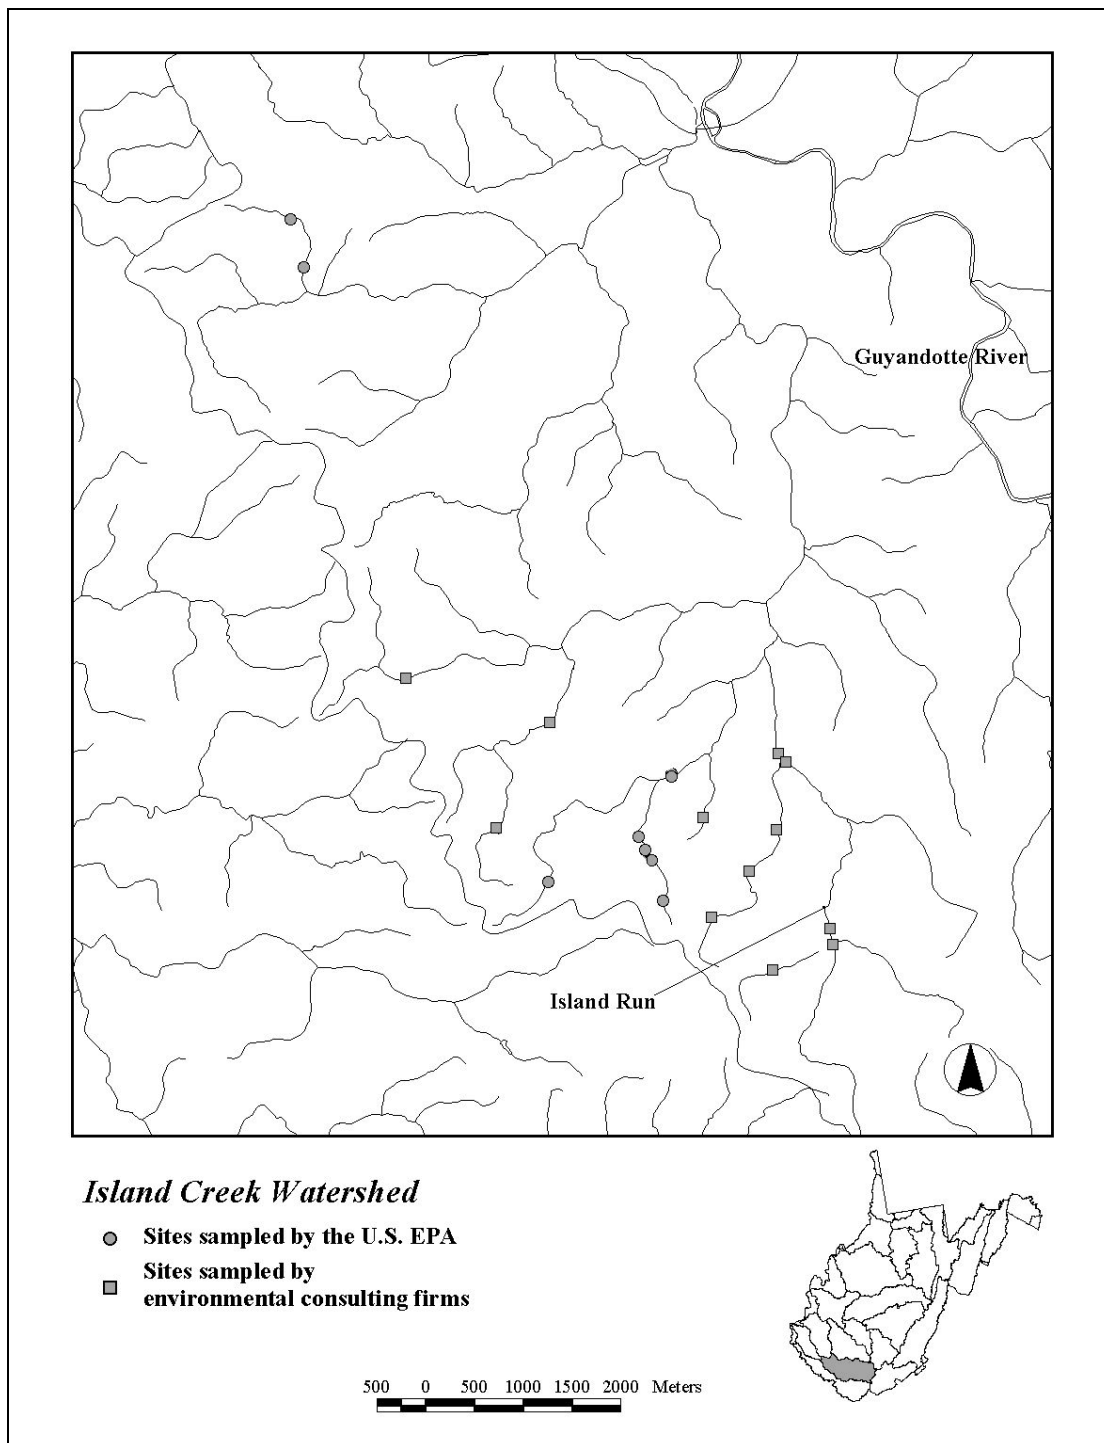 Guyandotte River
Island Run
Island Creek Watershed
Sites sampled by the U.S. EPA
Sites sampled by
environmental consulting firms
500 0 500 1000 1500 2000 Meters